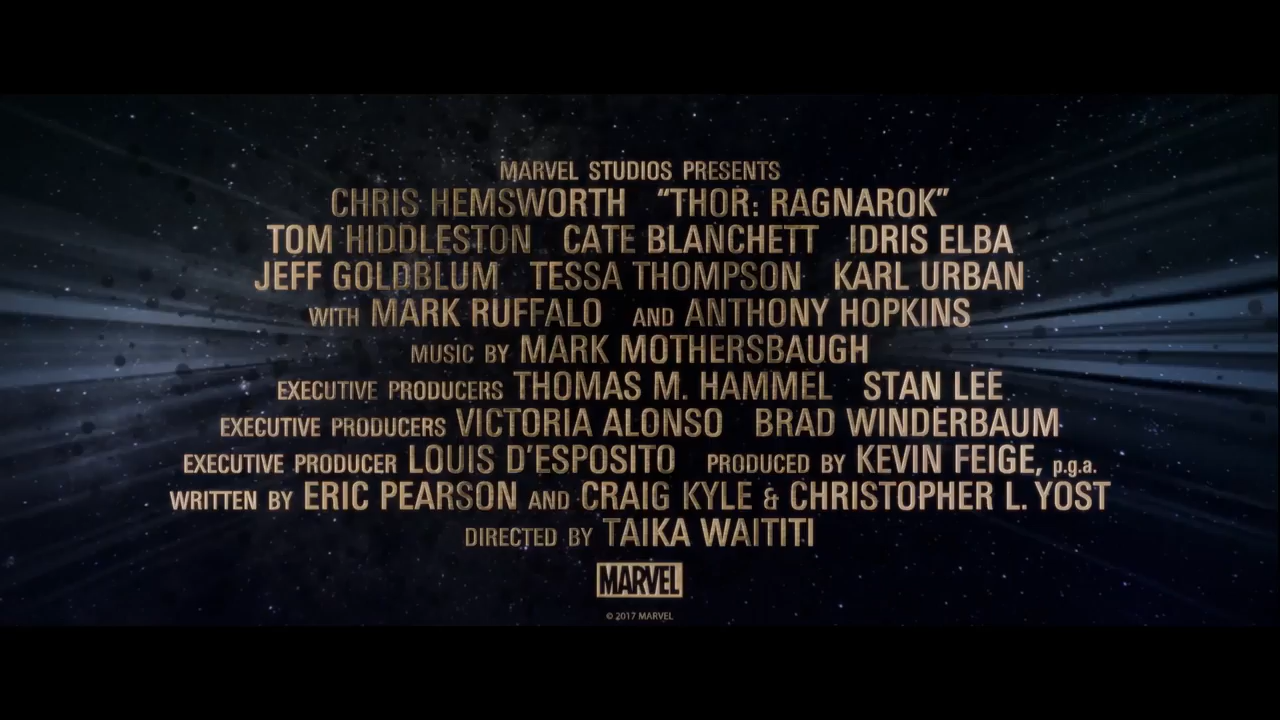 MARVEL STUDIOS PRESENTS
CHRIS HEMSWORTH "THOR: RAGNAROK"
TOM HIDDLESTON CATE BLANCHETT IDRIS ELBA
JEFF GOLDBLUM TESSA THOMPSON KARL URBAN
WITH MARK RUFFALO AND ANTHONY HOPKINS
MUSIC BY MARK MOTHERSBAUGH
EXECUTIVE PRODUCERS THOMAS M. HAMMEL STAN LEE
EXECUTIVE PRODUCERS VICTORIA ALONSO BRAD WINDERBAUM
EXECUTIVE PRODUCER LOUIS D'ESPOSITO PRODUCED BY KEVIN FEIGE, p.g.a.
WRITTEN BY ERIC PEARSON AND CRAIG KYLE & CHRISTOPHER L. YOST
DIRECTED BY TAIKA WAITITI
MARVEL
© 2017 MARVEL